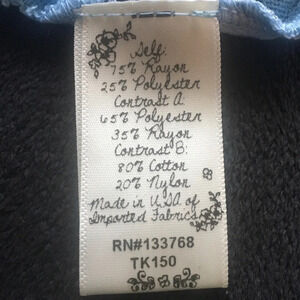 Self:
75% Rayon
25% Polyester
Contrast A:
65% Polyester
35% Rayon
Contrast B:
80% Cotton
20% Nylon
Made in U.S.A of
Imported Fabrics
RN#133768
TK150